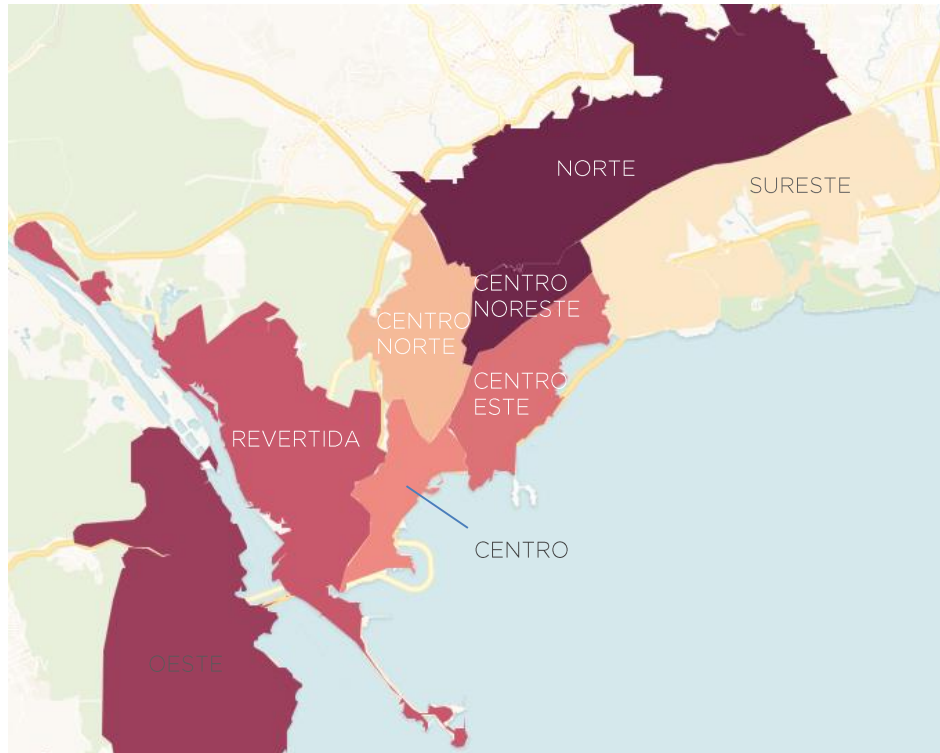 NORTE
SURESTE
CENTRO
NORESTE
CENTRO
NORTE
CENTRO
ESTE
REVERTIDA
CENTRO
OESTE